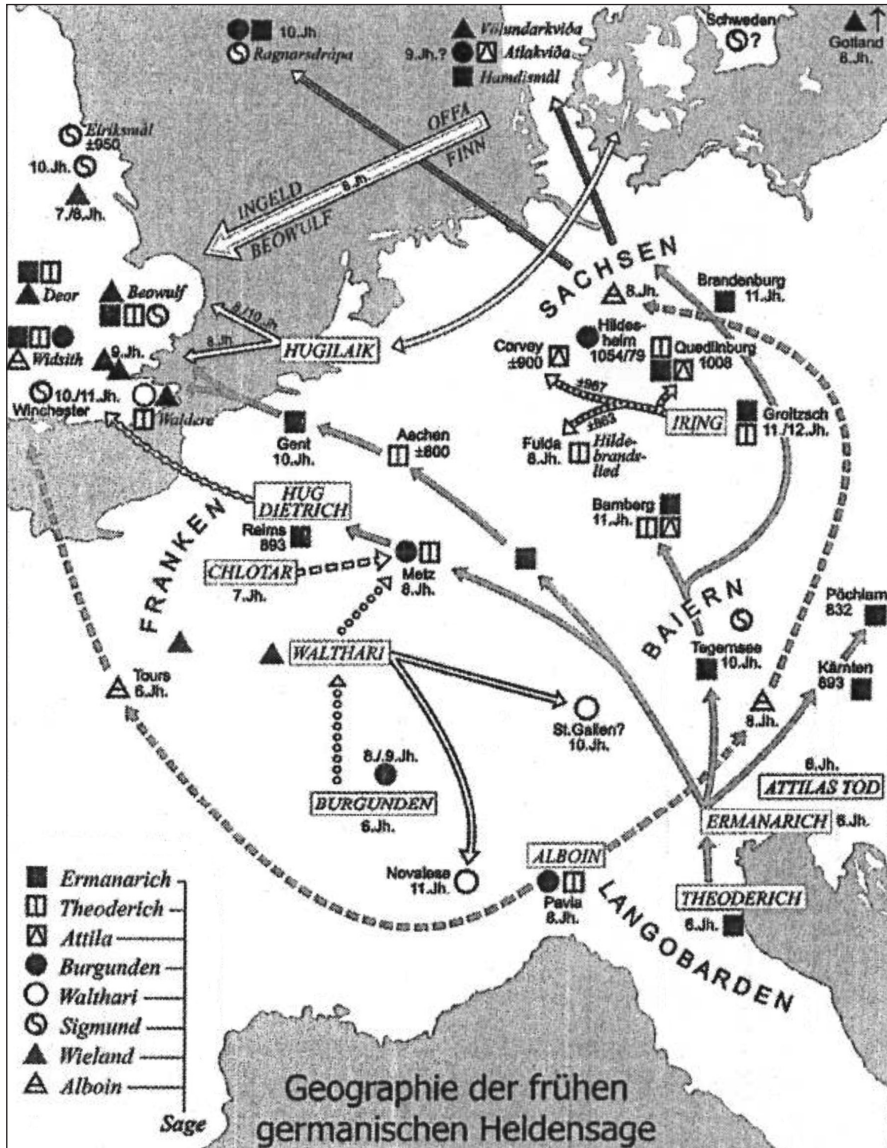 10.Jh.
Ragnarsdrápa
Völundarkviða
9.Jh.?
Atlakviða
Hamdismál
Schweden
?
Gotland
8.Jh.
Eiríksmál
±950
10.Jh.
7./8.Jh.
OFFA
FINN
8.Jh.
INGELD
BEOWULF
Deor
Beowulf
Widsith
9.Jh.
10./11.Jh.
Winchester
Waldere
9./10.Jh.
8.Jh.
HUGILAIK
SACHSEN
8.Jh.
Brandenburg
11.Jh.
Hildes-
heim
1054/79
Corvey
±900
Quedlinburg
1008
±967
±863
IRING
Fulda
8.Jh.
Hilde-
brands-
lied
Groitzsch
11./12.Jh.
Gent
10.Jh.
Aachen
±800
HUG
DIETRICH
Reims
893
FRANKEN
CHLOTAR
7.Jh.
Metz
8.Jh.
Bamberg
11.Jh.
BAIERN
Pöchlarn
832
Tegernsee
10.Jh.
Kärnten
893
WALTHARI
Tours
6.Jh.
St.Gallen?
10.Jh.
8.Jh.
8./9.Jh.
BURGUNDEN
6.Jh.
ATTILAS TOD
ERMANARICH
6.Jh.
Novalese
11.Jh.
ALBOIN
Pavia
8.Jh.
LANGOBARDEN
THEODERICH
6.Jh.
Ermanarich
Theoderich
Attila
Burgunden
Walthari
Sigmund
Wieland
Alboin
Sage
Geographie der frühen
germanischen Heldensage